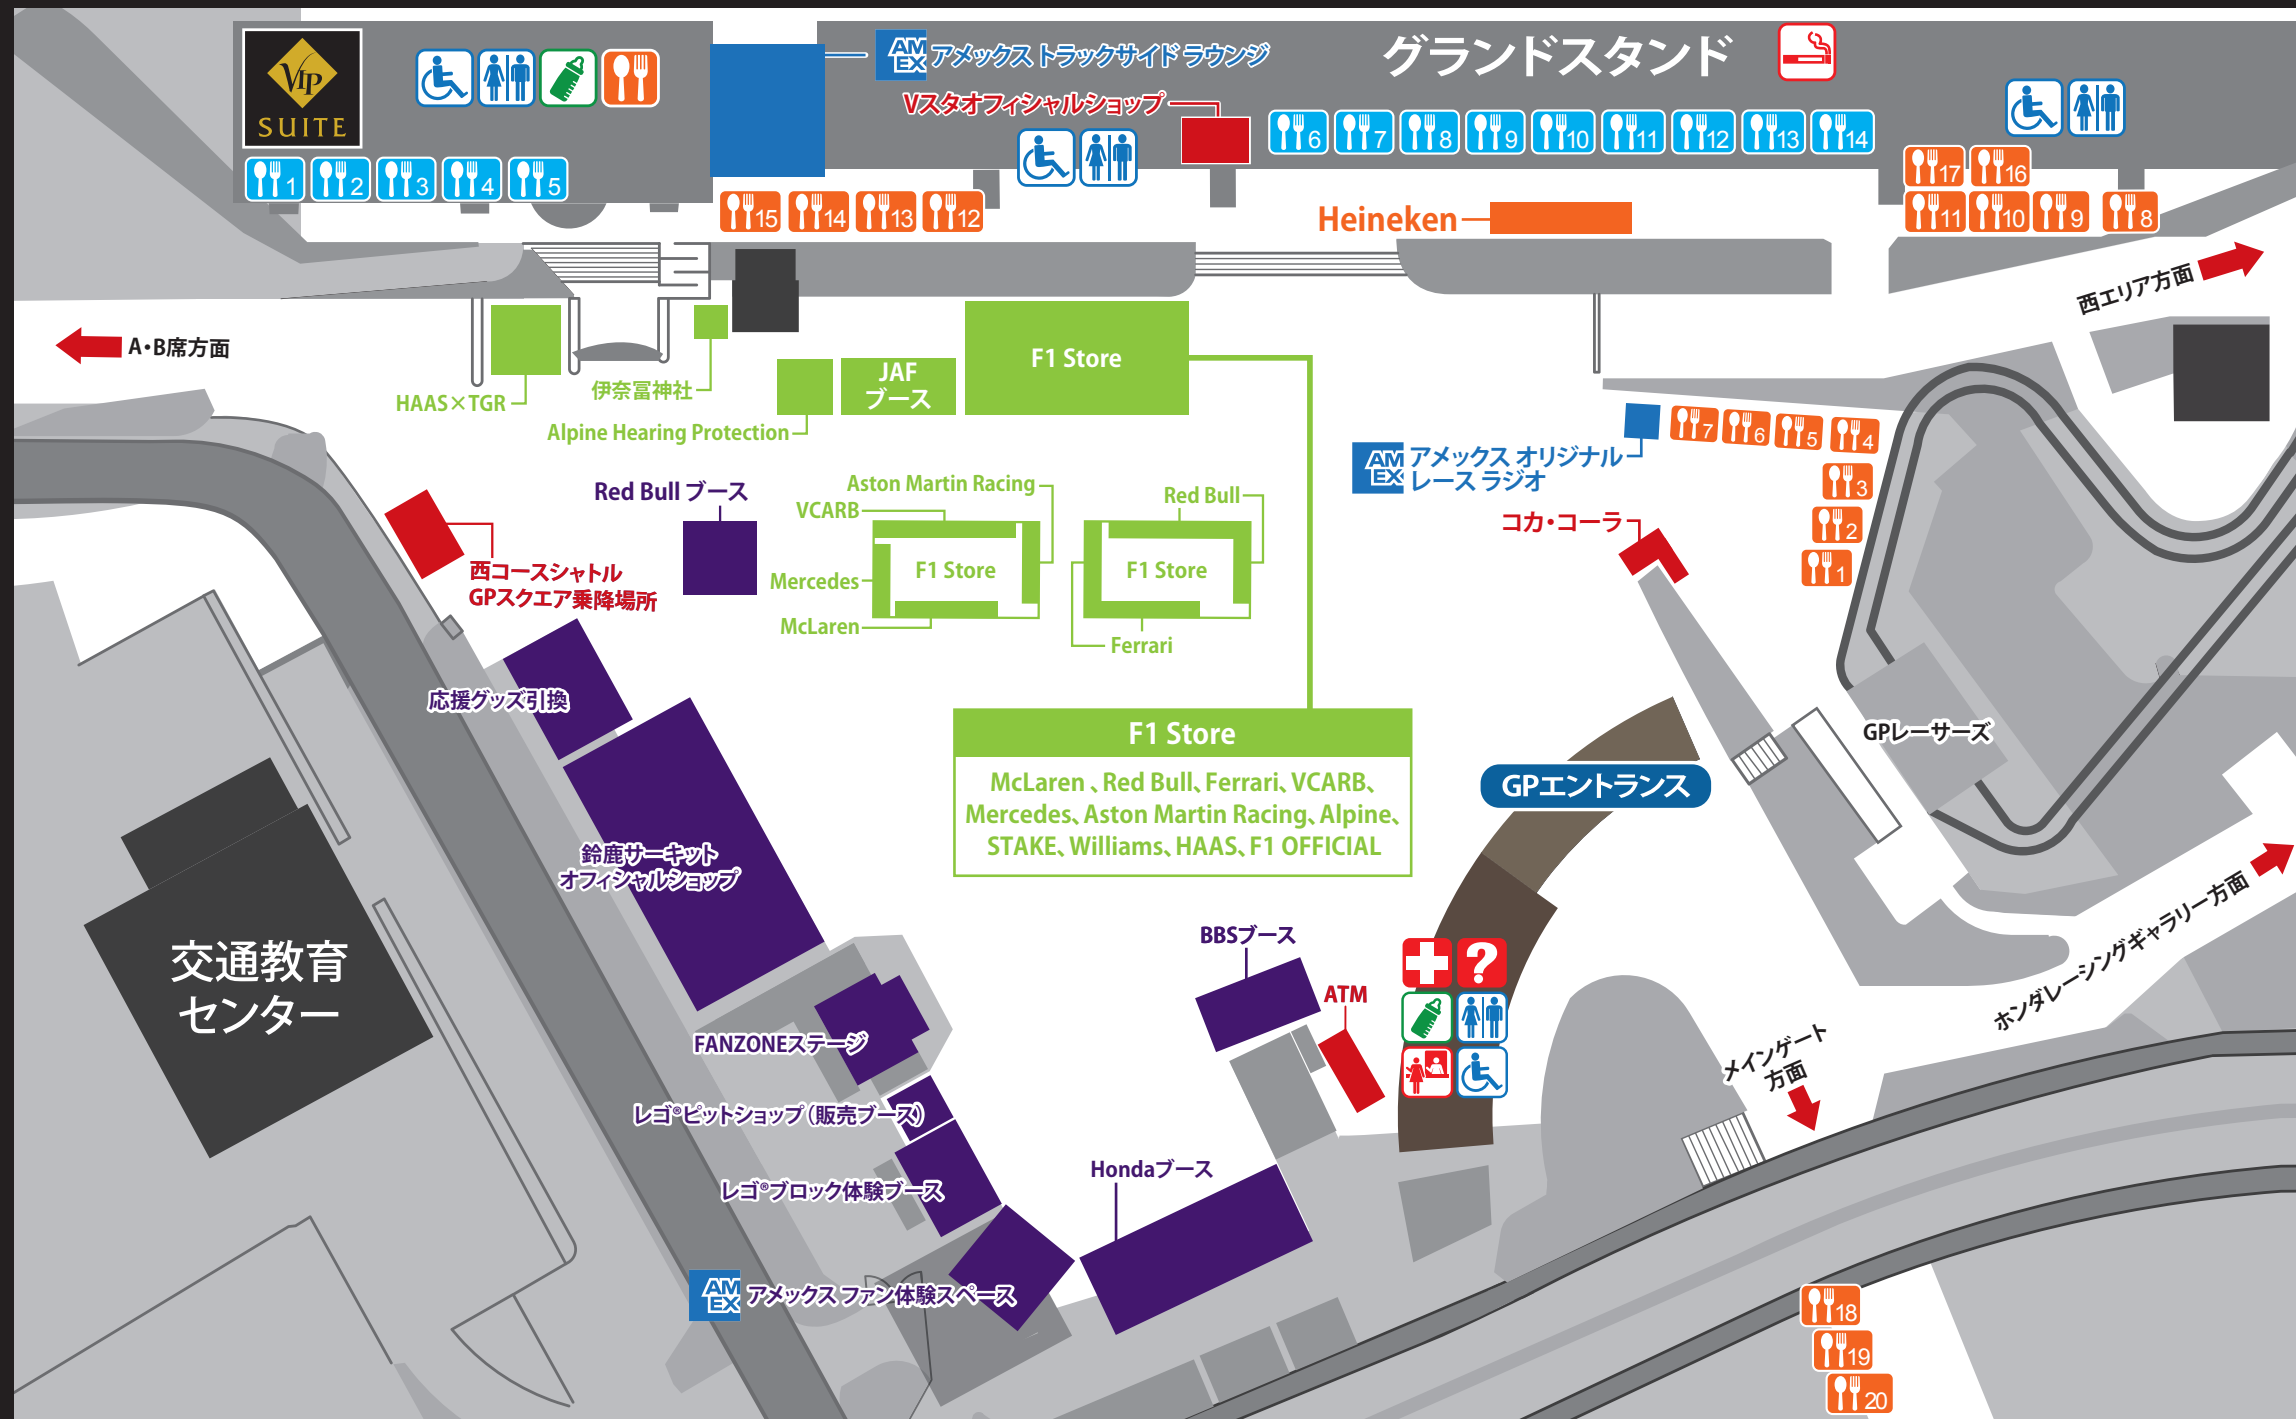 VIP
SUITE
AM
EX
アメックス トラックサイド ラウンジ
グランドスタンド
Vスタオフィシャルショップ
1
2
3
4
5
6
7
8
9
10
11
12
13
14
15
14
13
12
Heineken
17
16
11
10
9
8
西エリア方面
A・B席方面
HAAS×TGR
伊奈冨神社
Alpine Hearing Protection
JAF
ブース
F1 Store
AM
EX
アメックス オリジナル
レース ラジオ
7
6
5
4
3
2
1
コカ・コーラ
Red Bull ブース
Aston Martin Racing
VCARB
F1 Store
Mercedes
McLaren
Red Bull
F1 Store
Ferrari
西コースシャトル
GPスクエア乗降場所
応援グッズ引換
鈴鹿サーキット
オフィシャルショップ
F1 Store
McLaren、Red Bull、Ferrari、VCARB、
Mercedes、Aston Martin Racing、Alpine、
STAKE、Williams、HAAS、F1 OFFICIAL
GPエントランス
GPレーサーズ
ホンダレーシングギャラリー方面
交通教育
センター
BBSブース
ATM
?
FANZONEステージ
メインゲート
方面
レゴ®ピットショップ（販売ブース）
レゴ®ブロック体験ブース
Hondaブース
AM
EX
アメックス ファン体験スペース
18
19
20